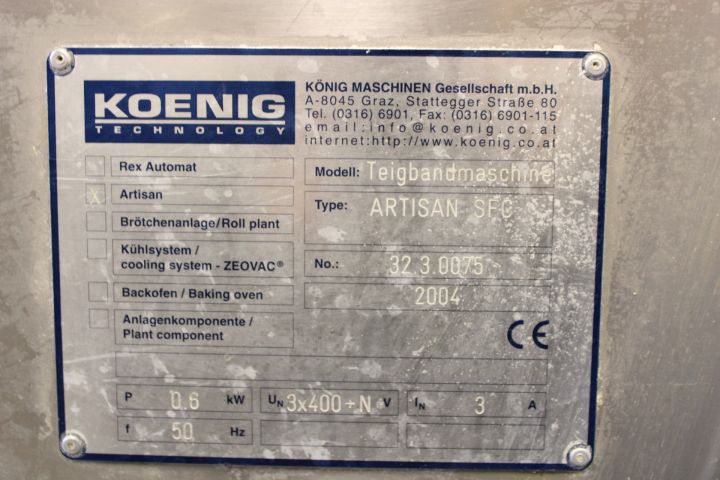 KOENIG
TECHNOLOGY
KÖNIG MASCHINEN Gesellschaft m.b.H.
A-8045 Graz, Stattegger Straße 80
Tel. (0316) 6901, Fax: (0316) 6901-115
email:info@koenig.co.at
internet:http://www.koenig.co.at
Rex Automat
X Artisan
Brötchenanlage/Roll plant
Kühlsystem /
cooling system - ZEOVAC®
Backofen / Baking oven
Anlagenkomponente /
Plant component
Modell: Teigbandmaschine
Type: ARTISAN SFC
No.: 32.3.0075
2004
CE
P 0.6 kW UN 3x400÷N V IN 3 A
f 50 Hz